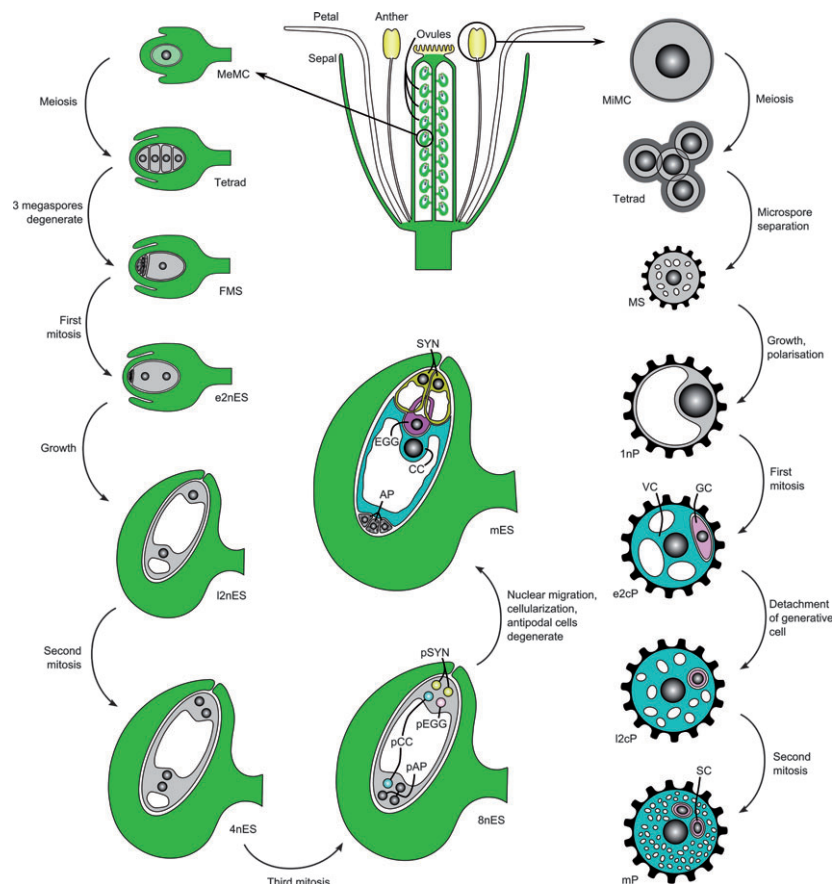 Petal
Anther
Ovules
Sepal
MeMC
Meiosis
Tetrad
3 megaspores
degenerate
FMS
First
mitosis
e2nES
Growth
l2nES
Second
mitosis
4nES
Third mitosis
8nES
pSYN
pEGG
pCC
pAP
Nuclear migration,
cellularization,
antipodal cells
degenerate
SYN
EGG
CC
AP
mES
MiMC
Meiosis
Tetrad
Microspore
separation
MS
Growth,
polarisation
1nP
First
mitosis
VC
GC
e2cP
Detachment
of generative
cell
l2cP
Second
mitosis
SC
mP